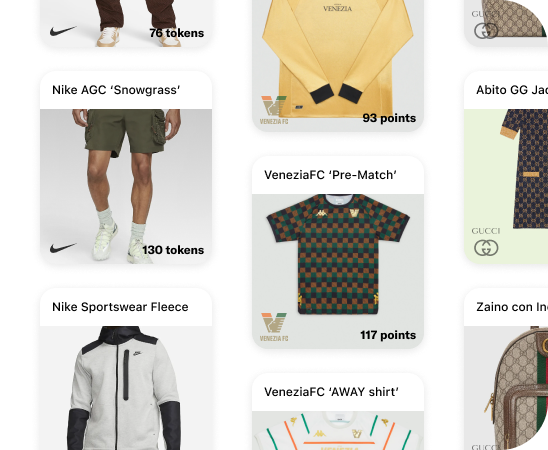 76 tokens
Nike AGC ‘Snowgrass’
130 tokens
Nike Sportswear Fleece
VENEZIA
VENEZIA FC
93 points
VeneziaFC ‘Pre-Match’
VENEZIA FC
117 points
VeneziaFC ‘AWAY shirt’
GUCCI
Abito GG Jac
GUCCI
Zaino con In
GUCCI